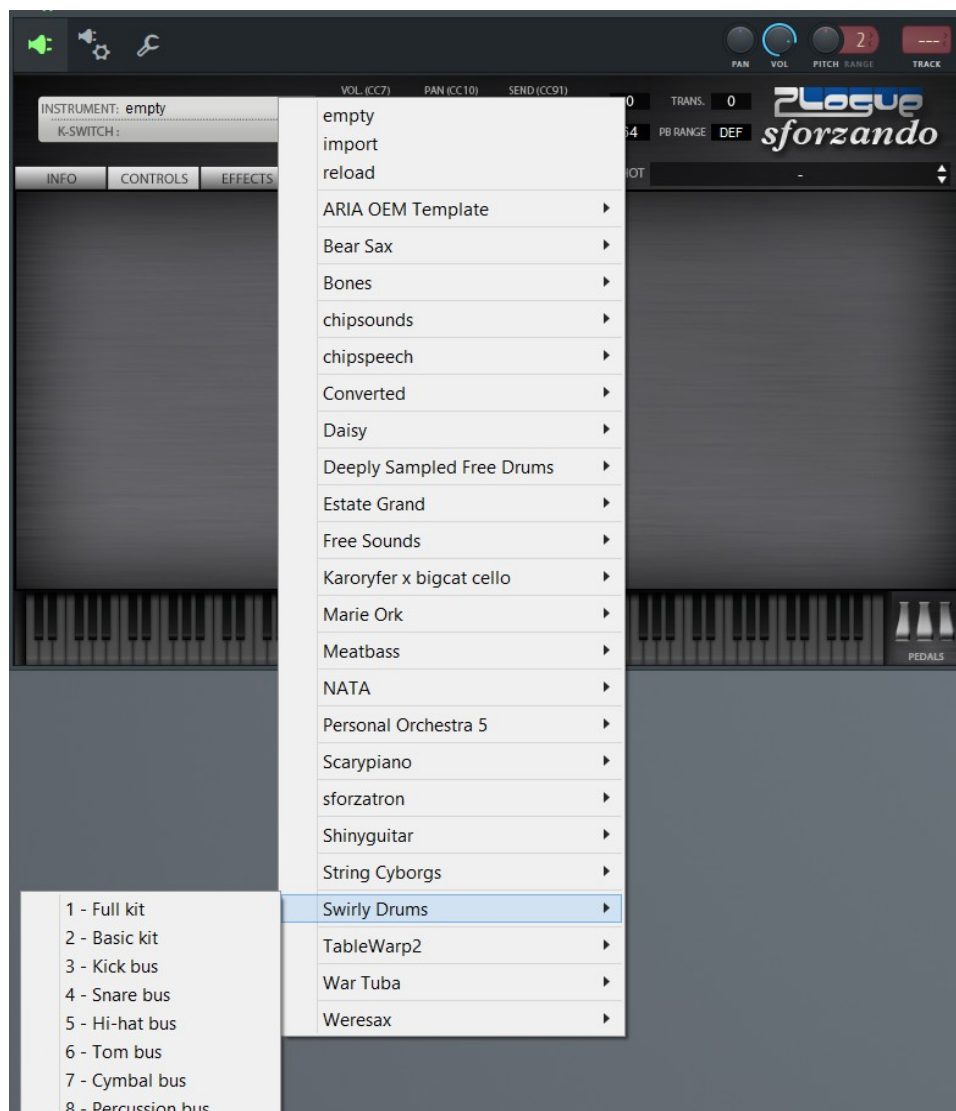 2
PAN VOL PITCH RANGE TRACK
VOL. (CC7) PAN (CC10) SEND (CC91)
INSTRUMENT: empty
0 TRANS. 0 PLogue
K-SWITCH :
64 PB RANGE DEF sforzando
INFO CONTROLS EFFECTS
-
empty
import
reload
ARIA OEM Template
Bear Sax
Bones
chipsounds
chipspeech
Converted
Daisy
Deeply Sampled Free Drums
Estate Grand
Free Sounds
Karoryfer x bigcat cello
Marie Ork
Meatbass
NATA
Personal Orchestra 5
Scarypiano
sforzatron
Shinyguitar
String Cyborgs
Swirly Drums
TableWarp2
War Tuba
Weresax
PEDALS
1 - Full kit
2 - Basic kit
3 - Kick bus
4 - Snare bus
5 - Hi-hat bus
6 - Tom bus
7 - Cymbal bus
8 - Percussion bus